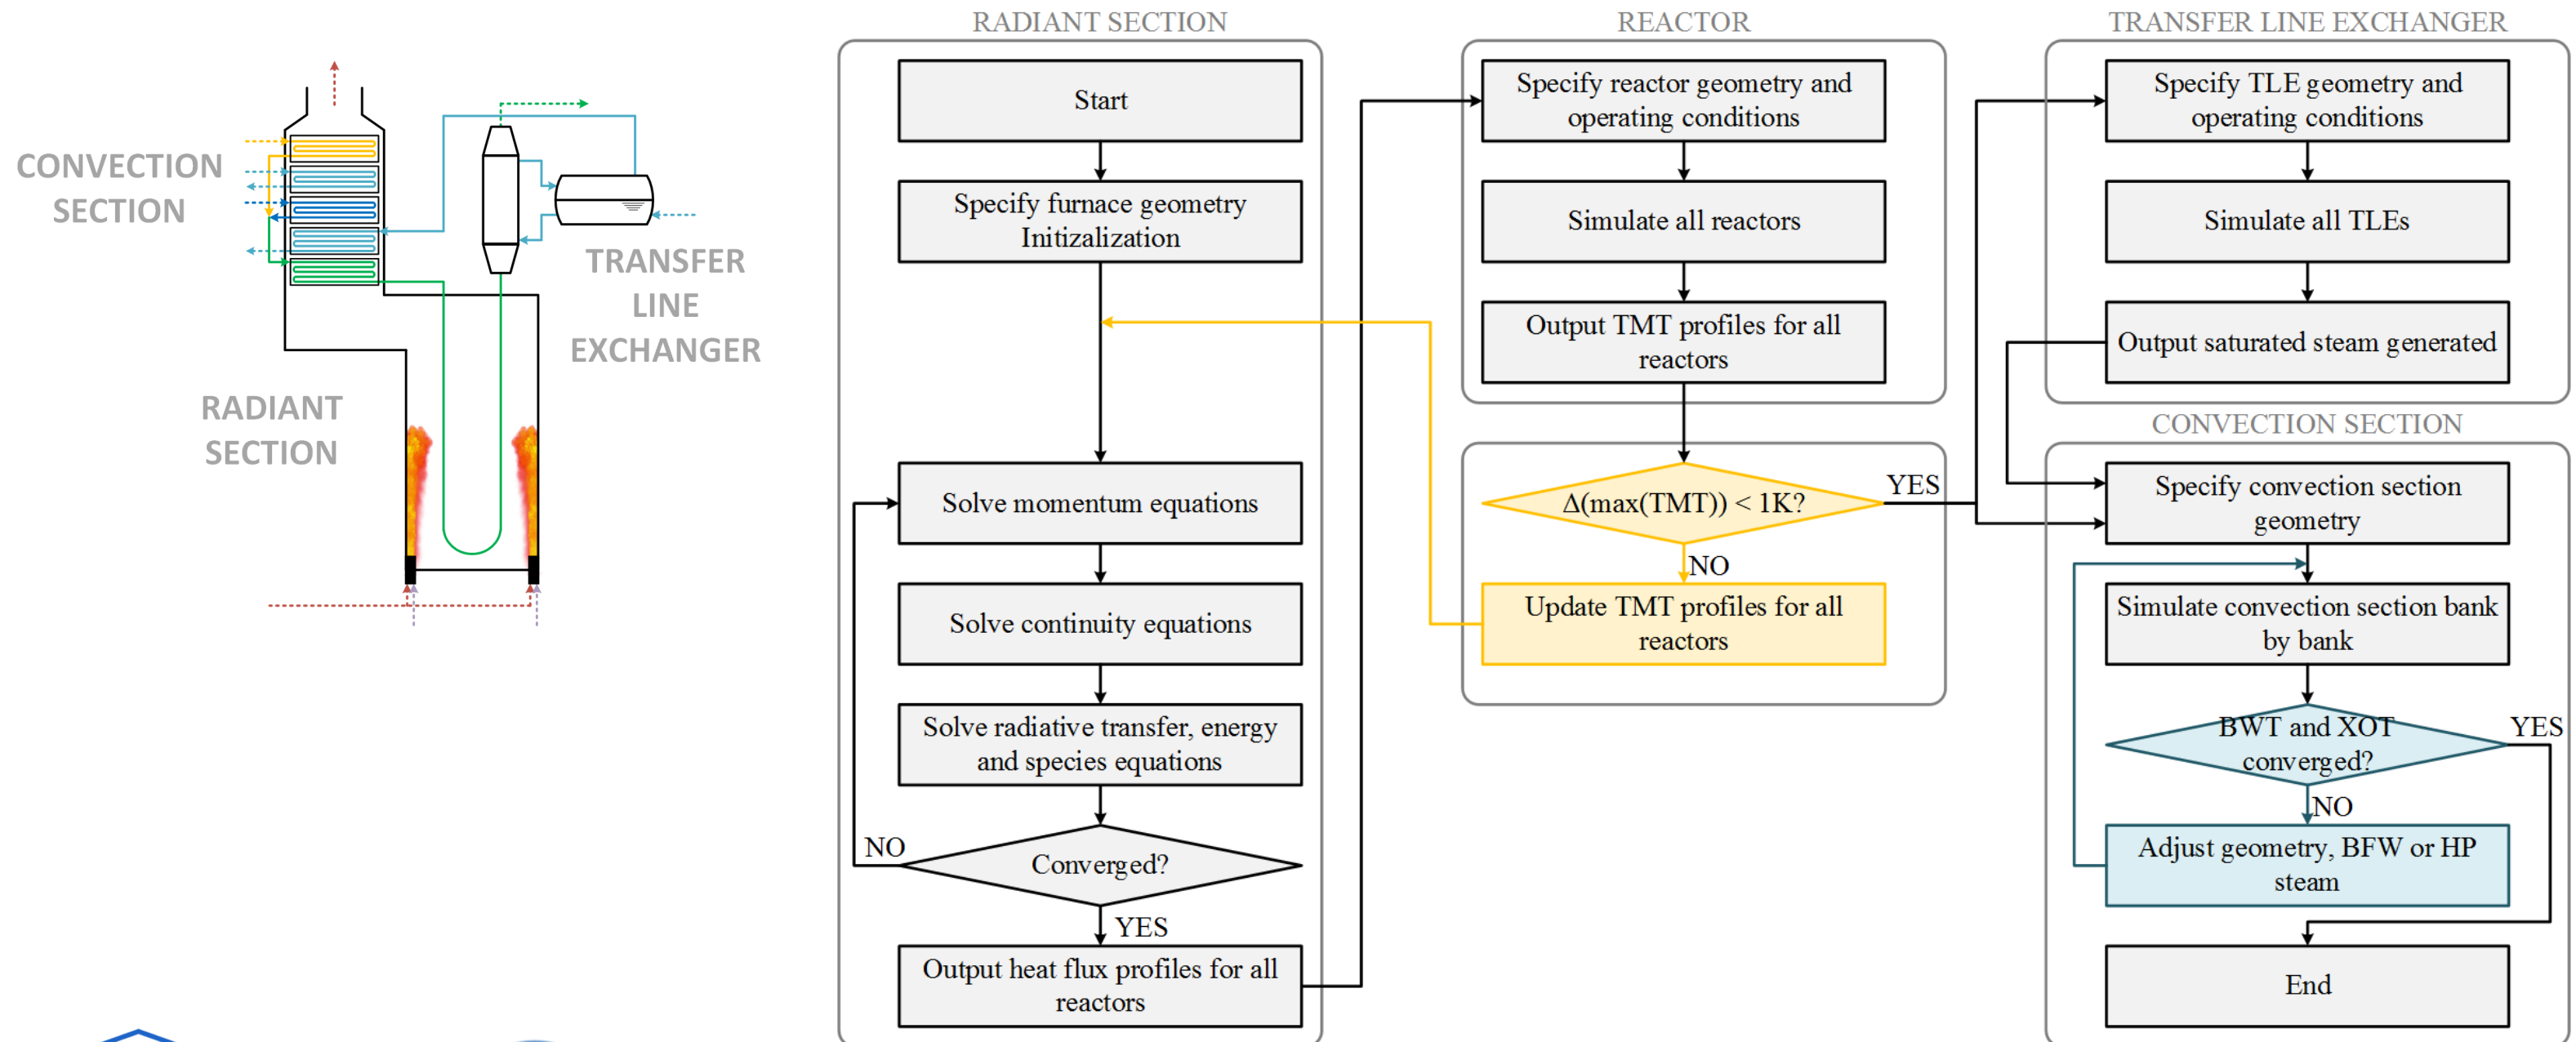 CONVECTION
SECTION
TRANSFER
LINE
EXCHANGER
RADIANT
SECTION
RADIANT SECTION
Start
Specify furnace geometry
Initizalization
Solve momentum equations
Solve continuity equations
Solve radiative transfer, energy
and species equations
NO
Converged?
YES
Output heat flux profiles for all
reactors
REACTOR
Specify reactor geometry and
operating conditions
Simulate all reactors
Output TMT profiles for all
reactors
Δ(max(TMT)) < 1K?
YES
NO
Update TMT profiles for all
reactors
TRANSFER LINE EXCHANGER
Specify TLE geometry and
operating conditions
Simulate all TLEs
Output saturated steam generated
CONVECTION SECTION
Specify convection section
geometry
Simulate convection section bank
by bank
BWT and XOT
converged?
YES
NO
Adjust geometry, BFW or HP
steam
End